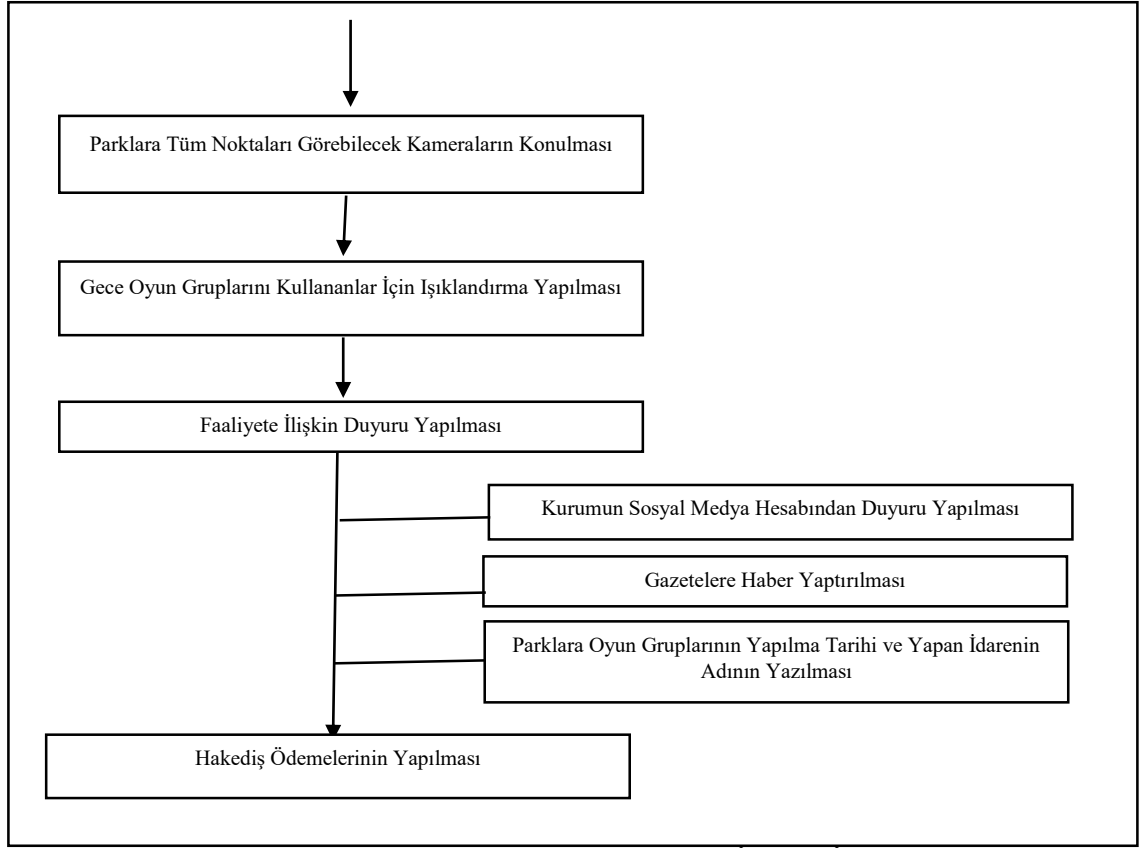 Parklara Tüm Noktaları Görebilecek Kameraların Konulması
Gece Oyun Gruplarını Kullananlar İçin Işıklandırma Yapılması
Faaliyete İlişkin Duyuru Yapılması
Kurumun Sosyal Medya Hesabından Duyuru Yapılması
Gazetelere Haber Yaptırılması
Parklara Oyun Gruplarının Yapılma Tarihi ve Yapan İdarenin
Adının Yazılması
Hakediş Ödemelerinin Yapılması